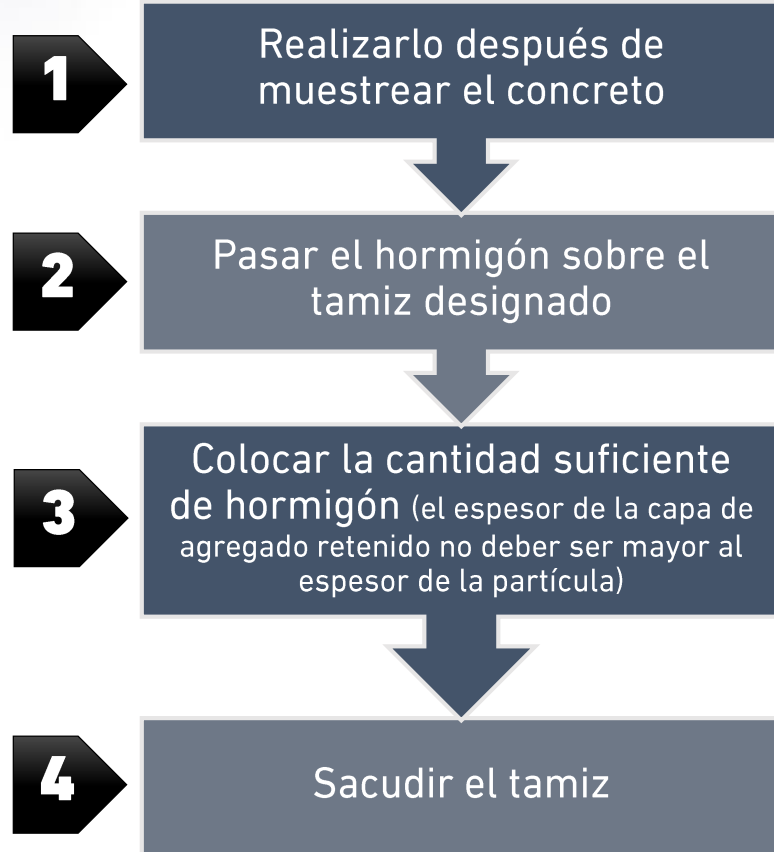 1
Realizarlo después de
muestrear el concreto
2
Pasar el hormigón sobre el
tamiz designado
3
Colocar la cantidad suficiente
de hormigón (el espesor de la capa de
agregado retenido no deber ser mayor al
espesor de la partícula)
4
Sacudir el tamiz